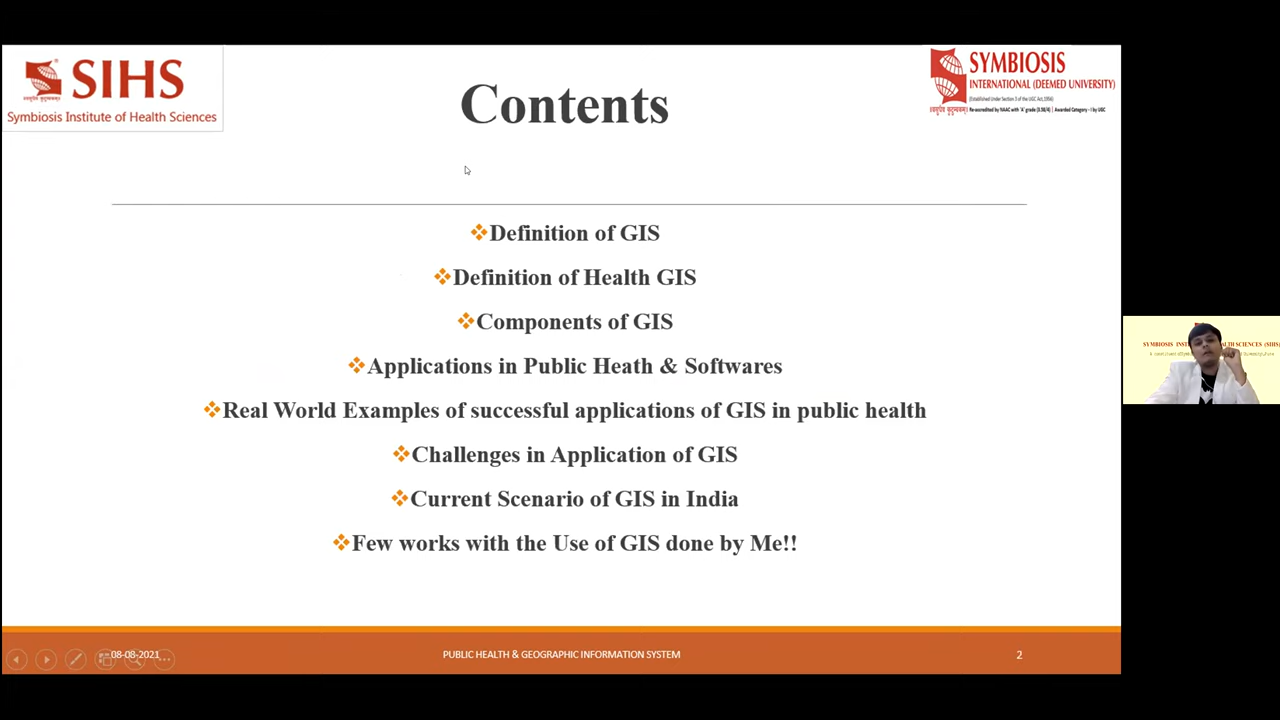 SIHS
Symbiosis Institute of Health Sciences
Contents
SYMBIOSIS
INTERNATIONAL (DEEMED UNIVERSITY)
(Established Under Section 3 of the UGC Act, 1956)
Re-accredited by NAAC with 'A' grade (3.58/4) | Awarded Category - I by UGC
Definition of GIS
Definition of Health GIS
Components of GIS
Applications in Public Heath & Softwares
Real World Examples of successful applications of GIS in public health
Challenges in Application of GIS
Current Scenario of GIS in India
Few works with the Use of GIS done by Me!!
08-08-2021
PUBLIC HEALTH & GEOGRAPHIC INFORMATION SYSTEM
2